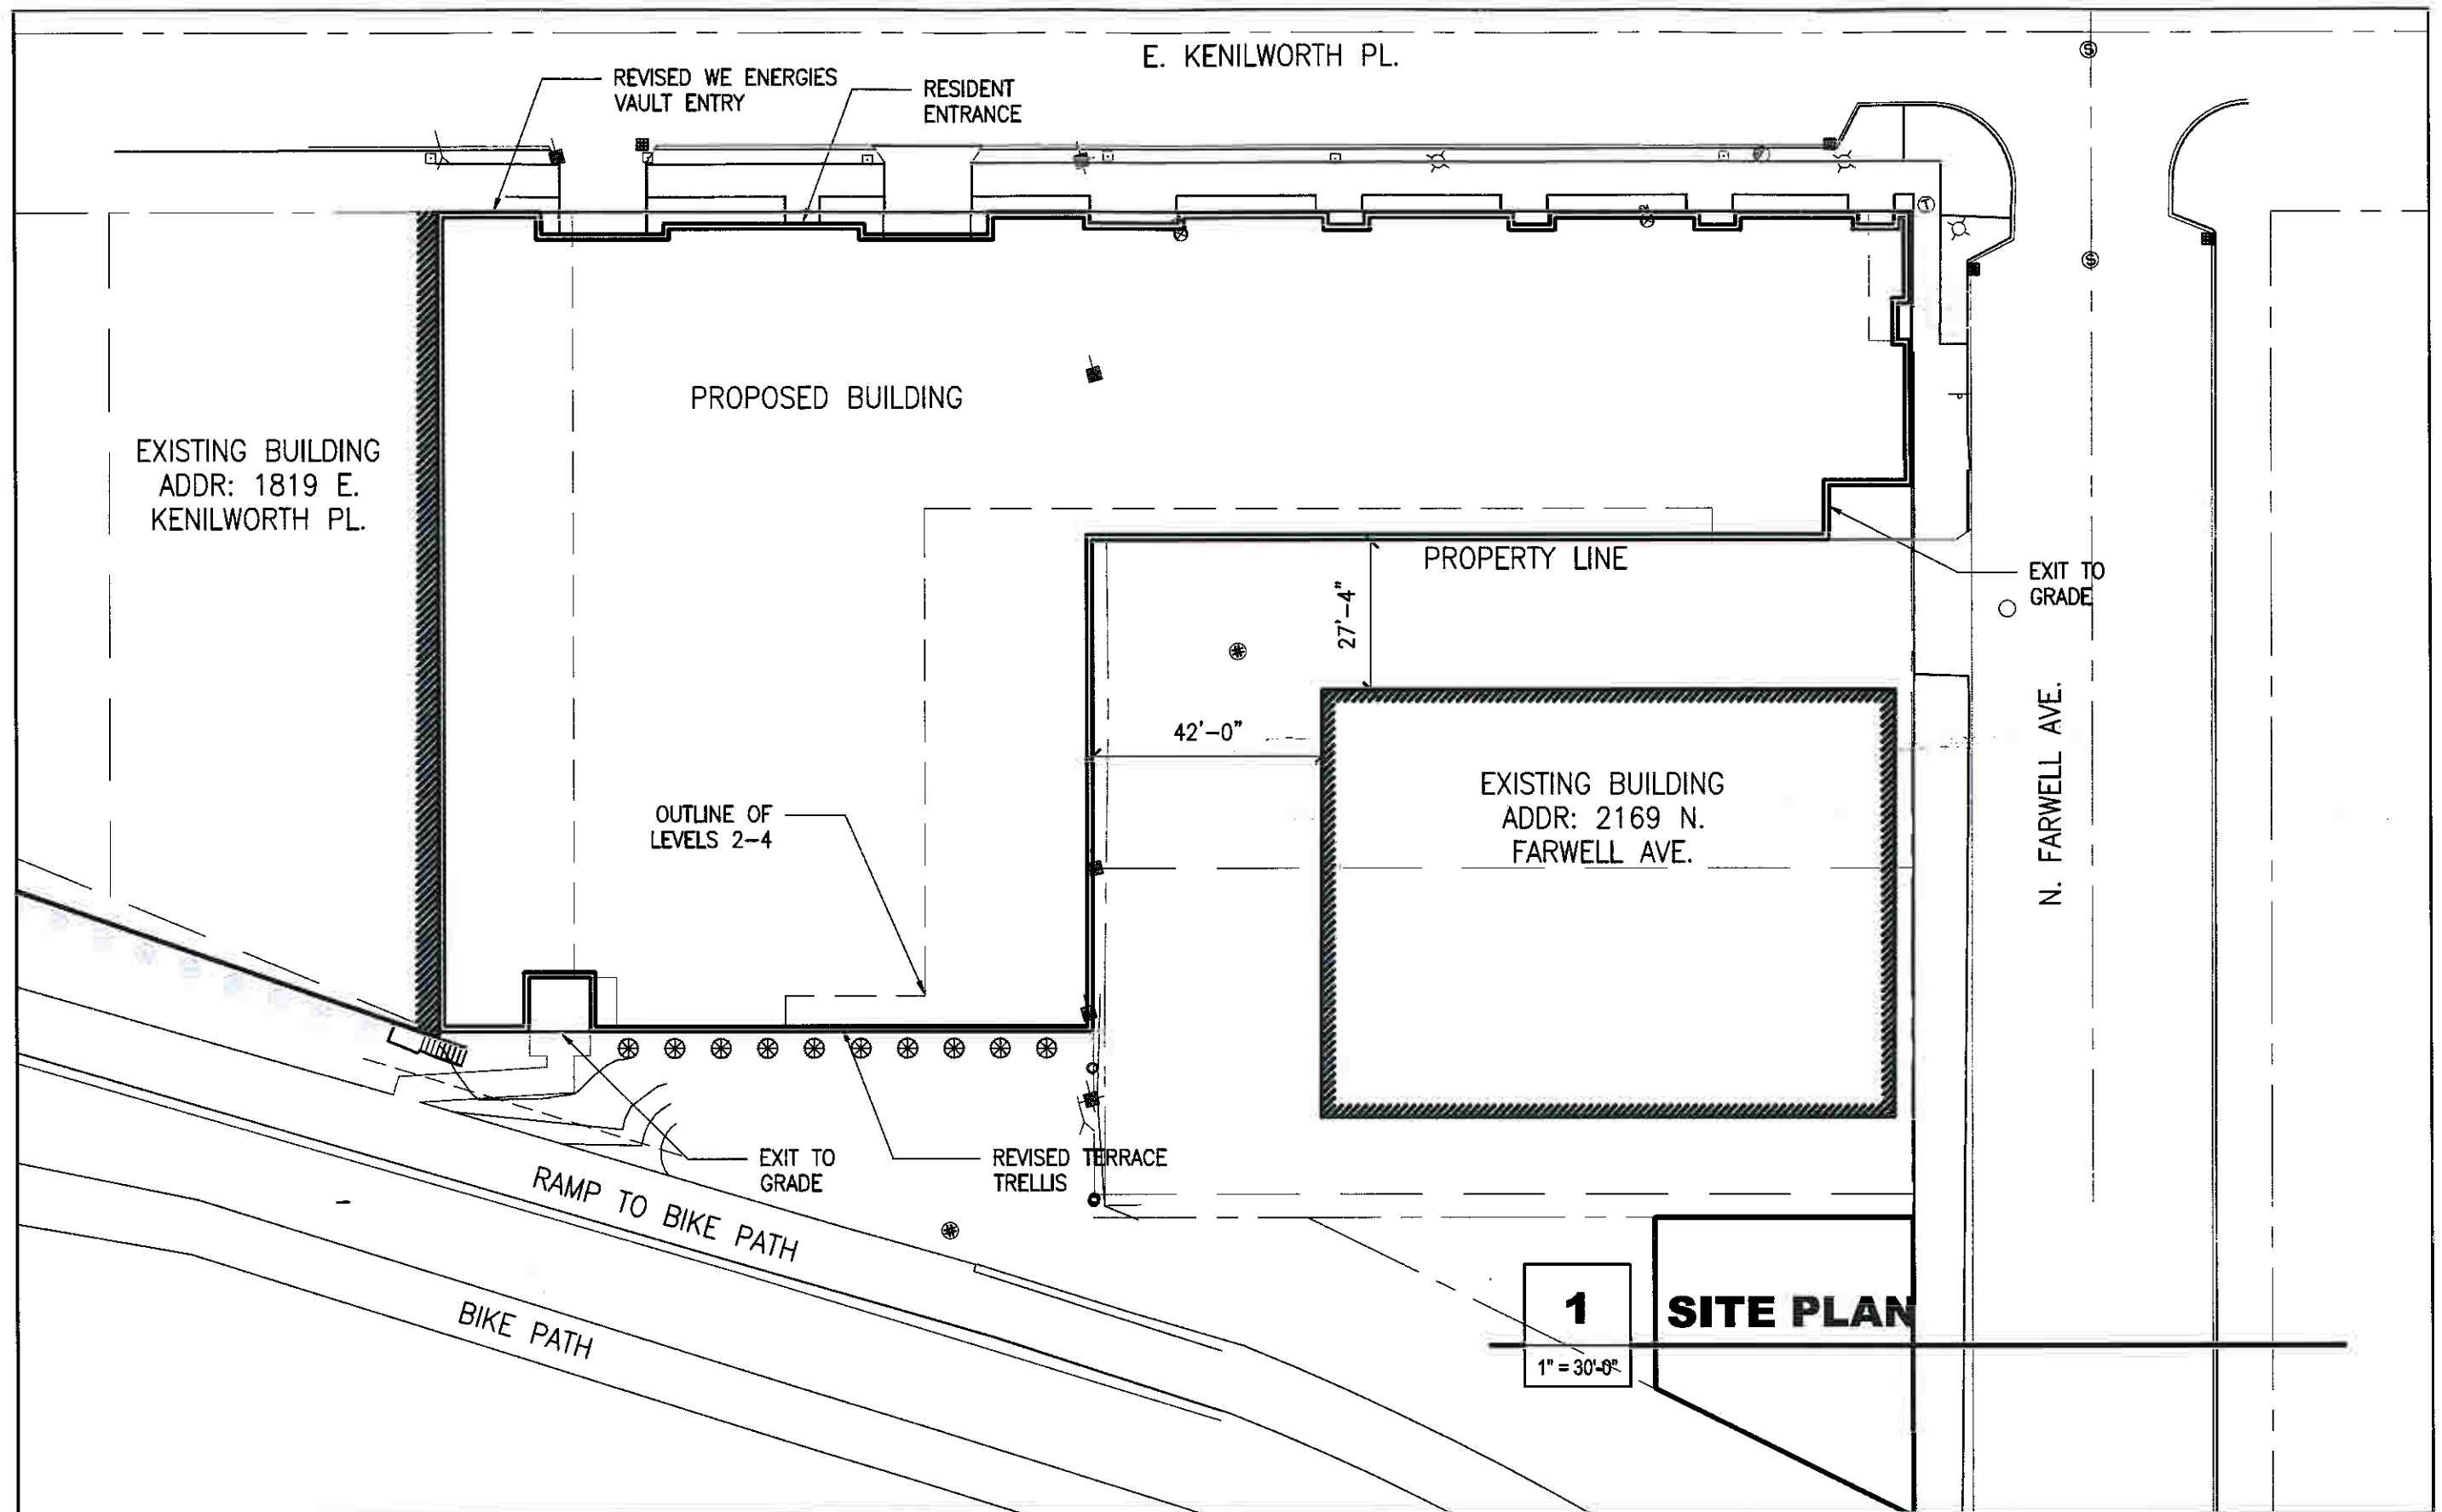 E. KENILWORTH PL.
REVISED WE ENERGIES
VAULT ENTRY
RESIDENT
ENTRANCE
S
T
S
PROPOSED BUILDING
EXISTING BUILDING
ADDR: 1819 E.
KENILWORTH PL.
PROPERTY LINE
EXIT TO
GRADE
27'-4"
42'-0"
N. FARWELL AVE.
EXISTING BUILDING
ADDR: 2169 N.
FARWELL AVE.
OUTLINE OF
LEVELS 2-4
EXIT TO
GRADE
REVISED TERRACE
TRELLIS
RAMP TO BIKE PATH
BIKE PATH
1
SITE PLAN
1" = 30'-0"